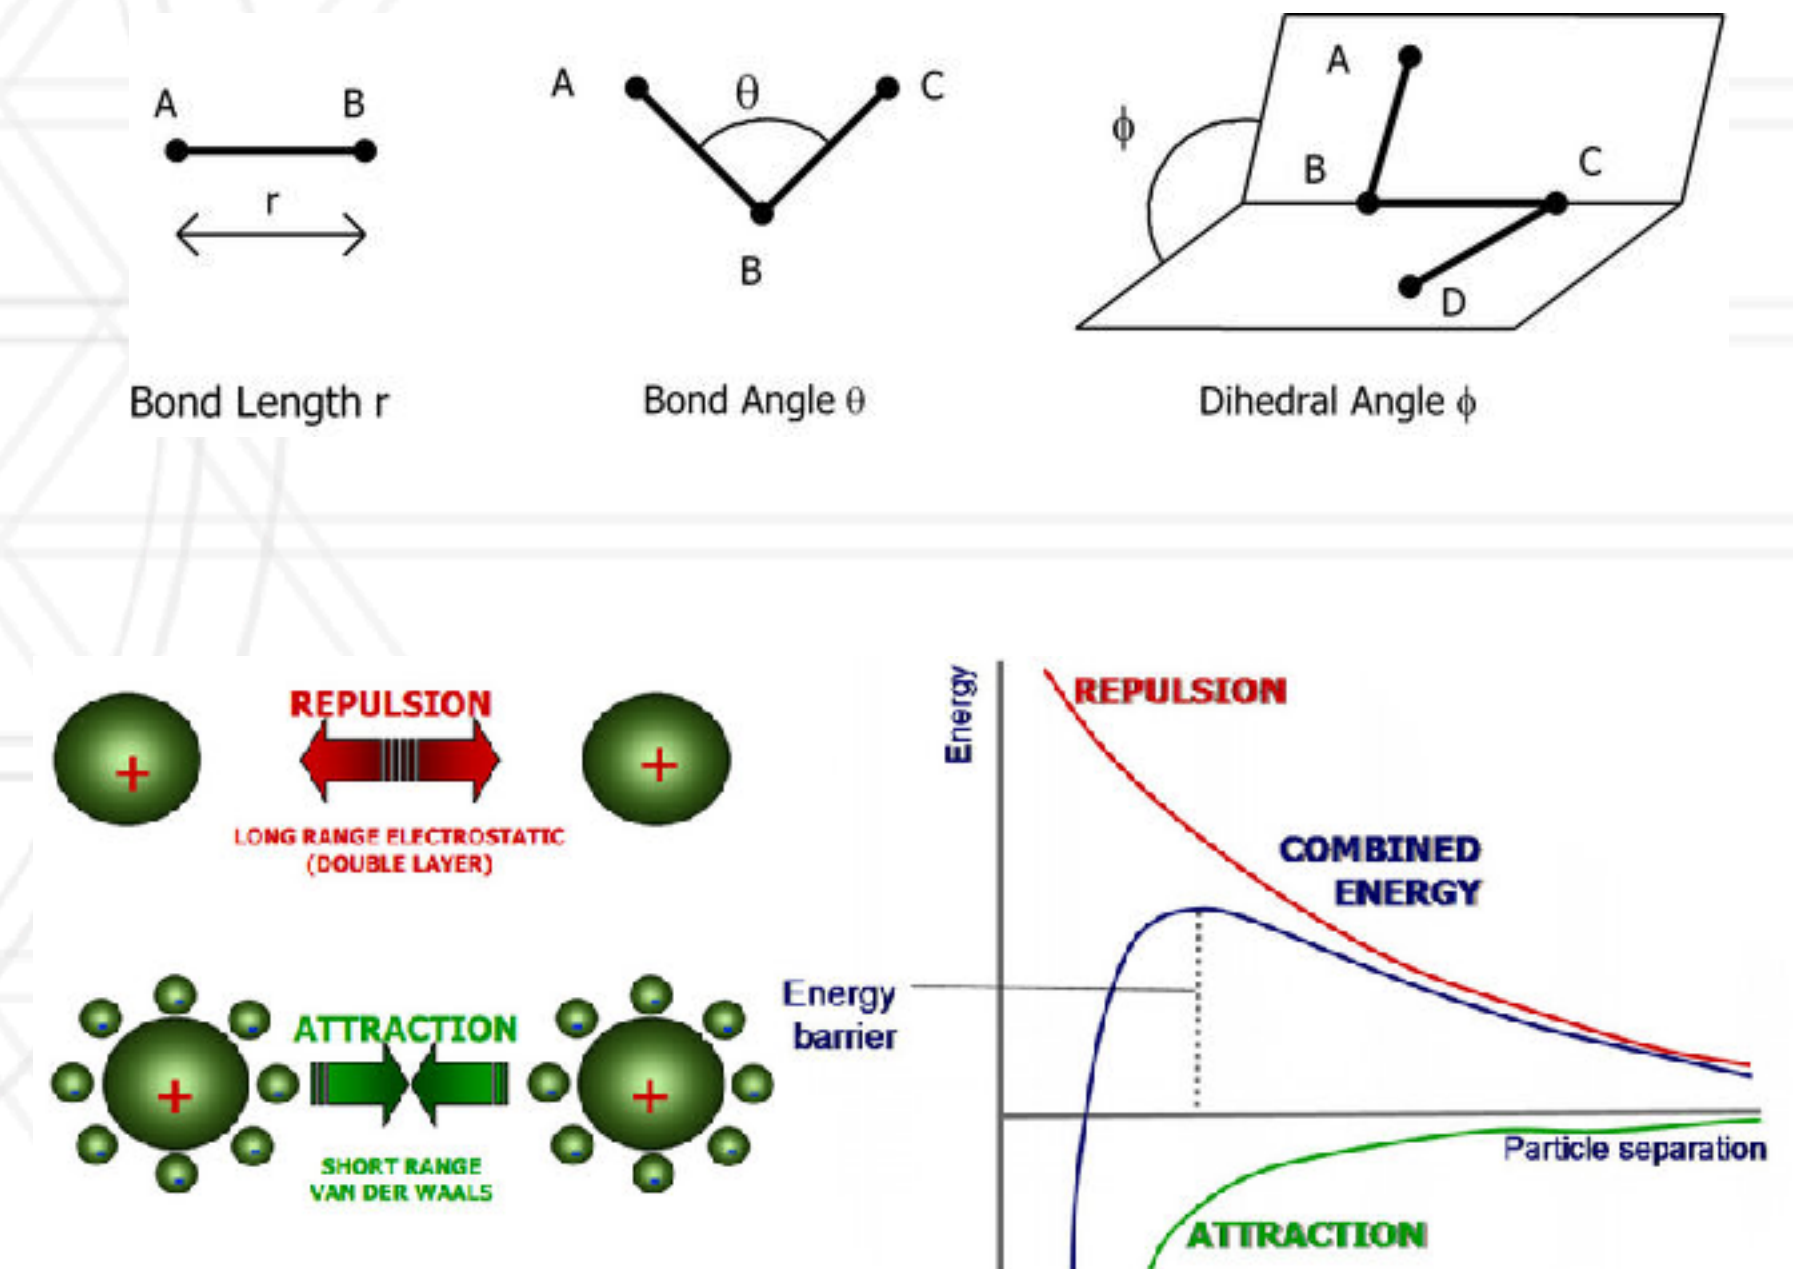 A
B
r
Bond Length r
A
θ
C
B
Bond Angle θ
A
ϕ
B
C
D
Dihedral Angle ϕ
REPULSION
+
+
LONG RANGE ELECTROSTATIC
(DOUBLE LAYER)
ATTRACTION
+
+
SHORT RANGE
VAN DER WAALS
Energy
REPULSION
COMBINED
ENERGY
Energy
barrier
Particle separation
ATTRACTION